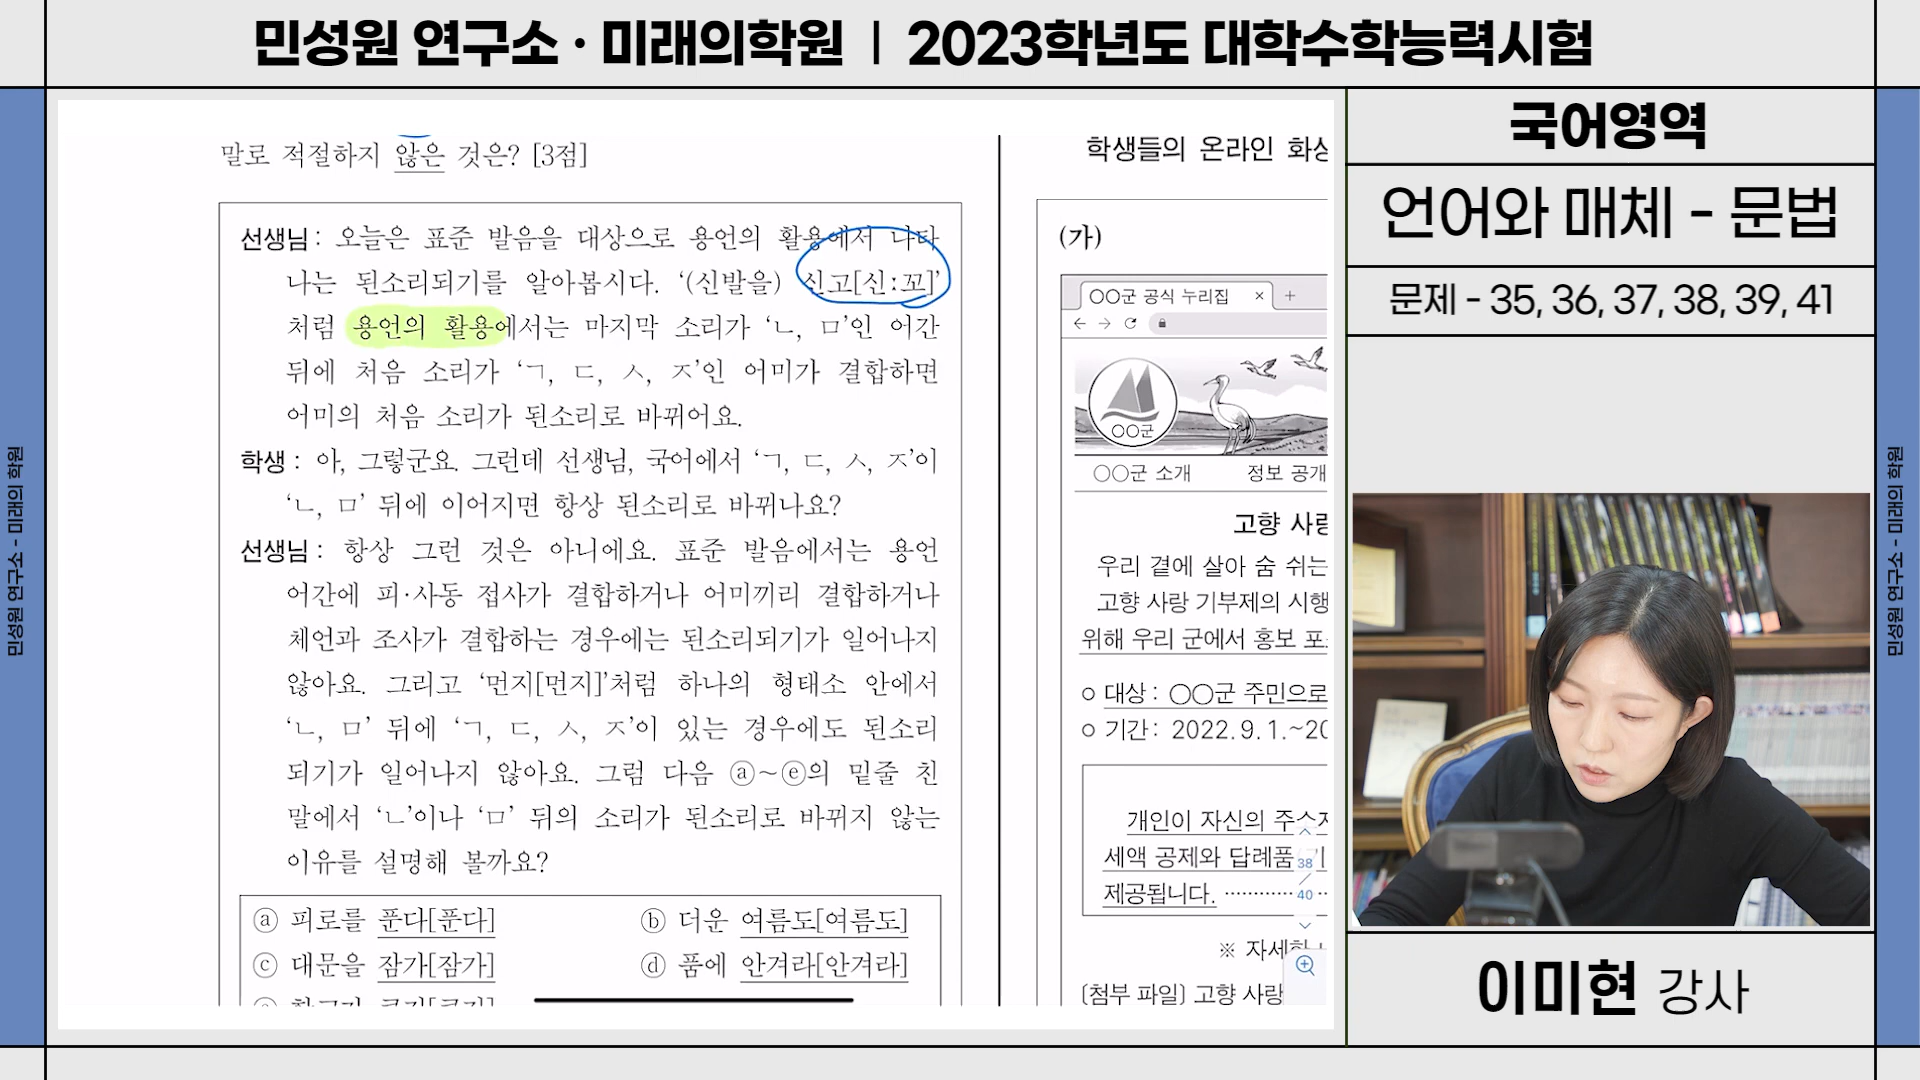 민성원 연구소 · 미래의학원 | 2023학년도 대학수학능력시험
민성원 연구소 - 미래의 학원
말로 적절하지 않은 것은? [3점]
선생님 : 오늘은 표준 발음을 대상으로 용언의 활용에서 나타
나는 된소리되기를 알아봅시다. ‘(신발을) 신고[신ː꼬]’
처럼 용언의 활용에서는 마지막 소리가 ‘ㄴ, ㅁ’인 어간
뒤에 처음 소리가 ‘ㄱ, ㄷ, ㅅ, ㅈ’인 어미가 결합하면
어미의 처음 소리가 된소리로 바뀌어요.
학생 : 아, 그렇군요. 그런데 선생님, 국어에서 ‘ㄱ, ㄷ, ㅅ, ㅈ’이
‘ㄴ, ㅁ’ 뒤에 이어지면 항상 된소리로 바뀌나요?
선생님 : 항상 그런 것은 아니에요. 표준 발음에서는 용언
어간에 피·사동 접사가 결합하거나 어미끼리 결합하거나
체언과 조사가 결합하는 경우에는 된소리되기가 일어나지
않아요. 그리고 ‘먼지[먼지]’처럼 하나의 형태소 안에서
‘ㄴ, ㅁ’ 뒤에 ‘ㄱ, ㄷ, ㅅ, ㅈ’이 있는 경우에도 된소리
되기가 일어나지 않아요. 그럼 다음 ⓐ～ⓔ의 밑줄 친
말에서 ‘ㄴ’이나 ‘ㅁ’ 뒤의 소리가 된소리로 바뀌지 않는
이유를 설명해 볼까요?
ⓐ 피로를 푼다[푼다] ⓑ 더운 여름도[여름도]
ⓒ 대문을 잠가[잠가] ⓓ 품에 안겨라[안겨라]
학생들의 온라인 화상
(가)
○○군 공식 누리집 × +
○○군
○○군 소개 정보 공개
고향 사랑
우리 곁에 살아 숨 쉬는
고향 사랑 기부제의 시행
위해 우리 군에서 홍보 포
○ 대상 : ○○군 주민으로
○ 기간 : 2022. 9. 1.~20
개인이 자신의 주소지
세액 공제와 답례품
제공됩니다.
38
40
※ 자세한
[첨부 파일] 고향 사랑
국어영역
언어와 매체 - 문법
문제 - 35, 36, 37, 38, 39, 41
이미현 강사
민성원 연구소 - 미래의 학원